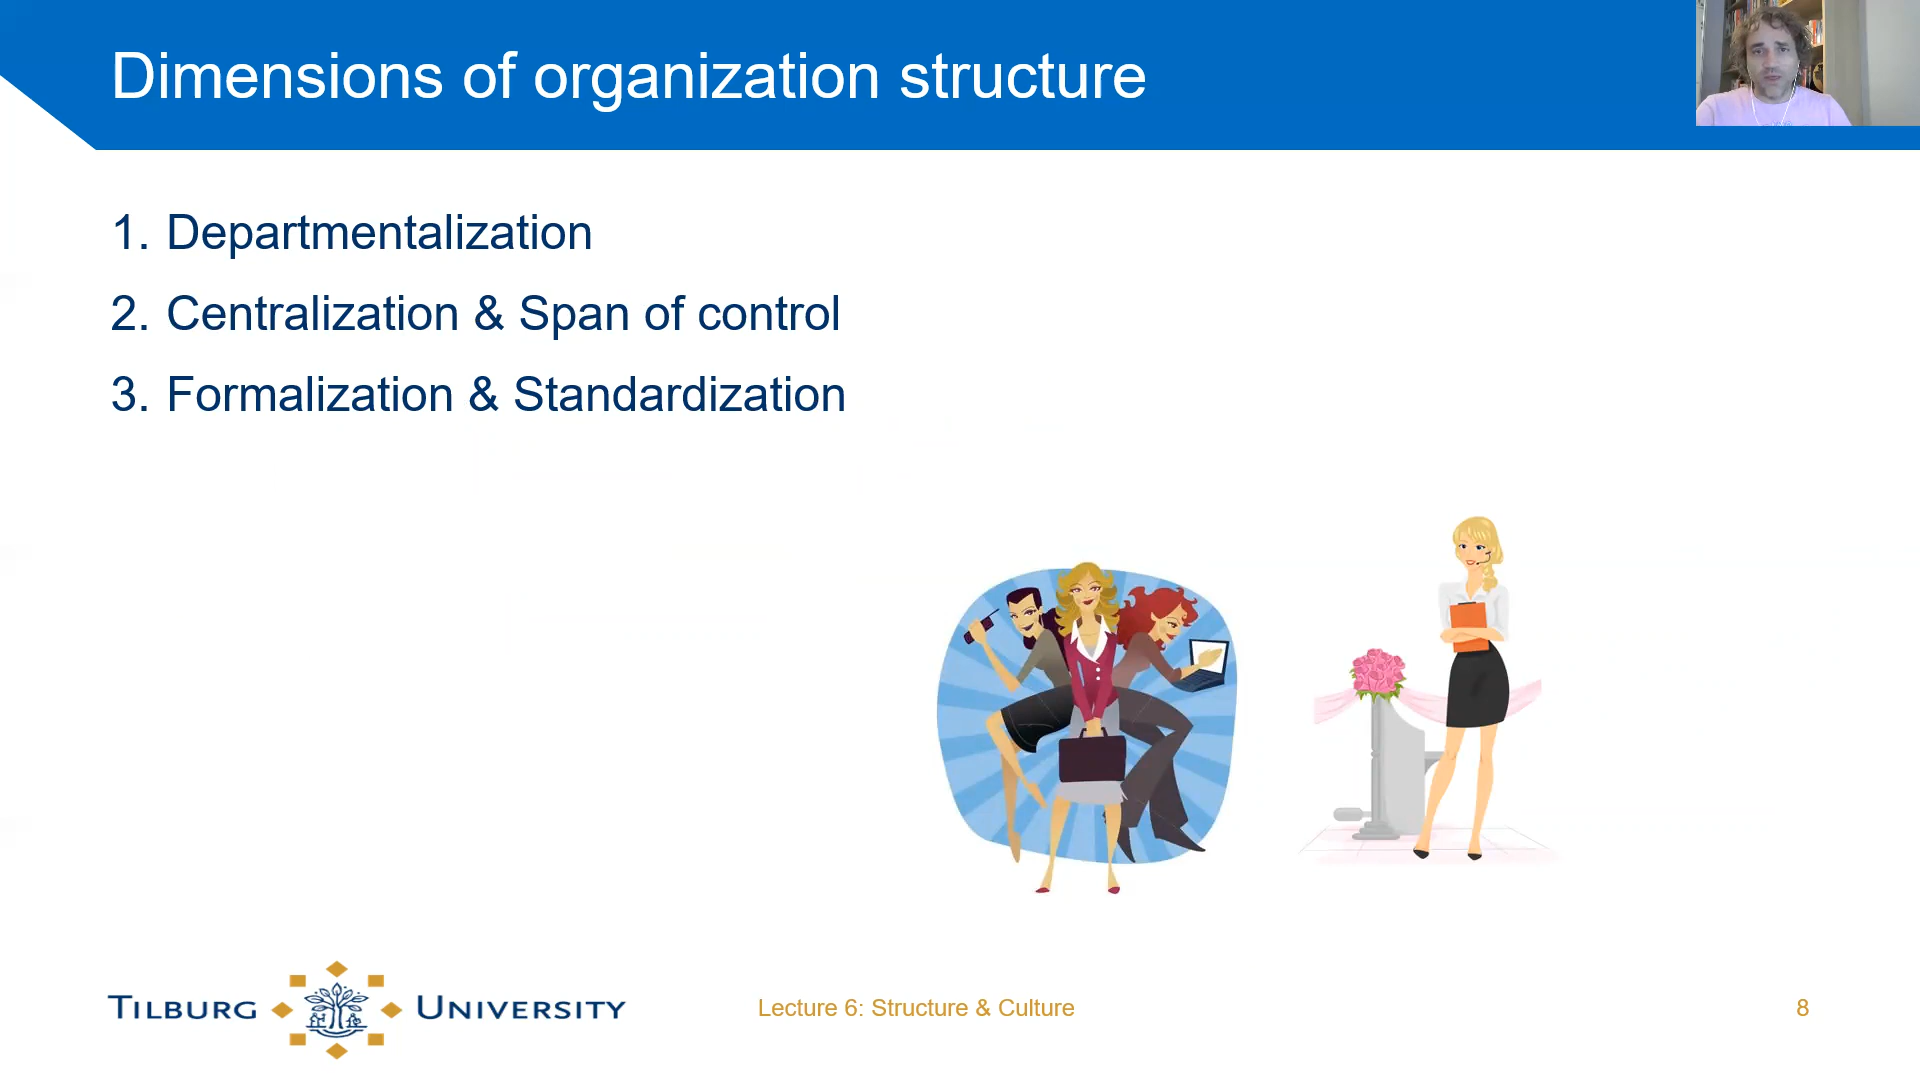 Dimensions of organization structure
1. Departmentalization
2. Centralization & Span of control
3. Formalization & Standardization
TILBURG UNIVERSITY
Lecture 6: Structure & Culture
8